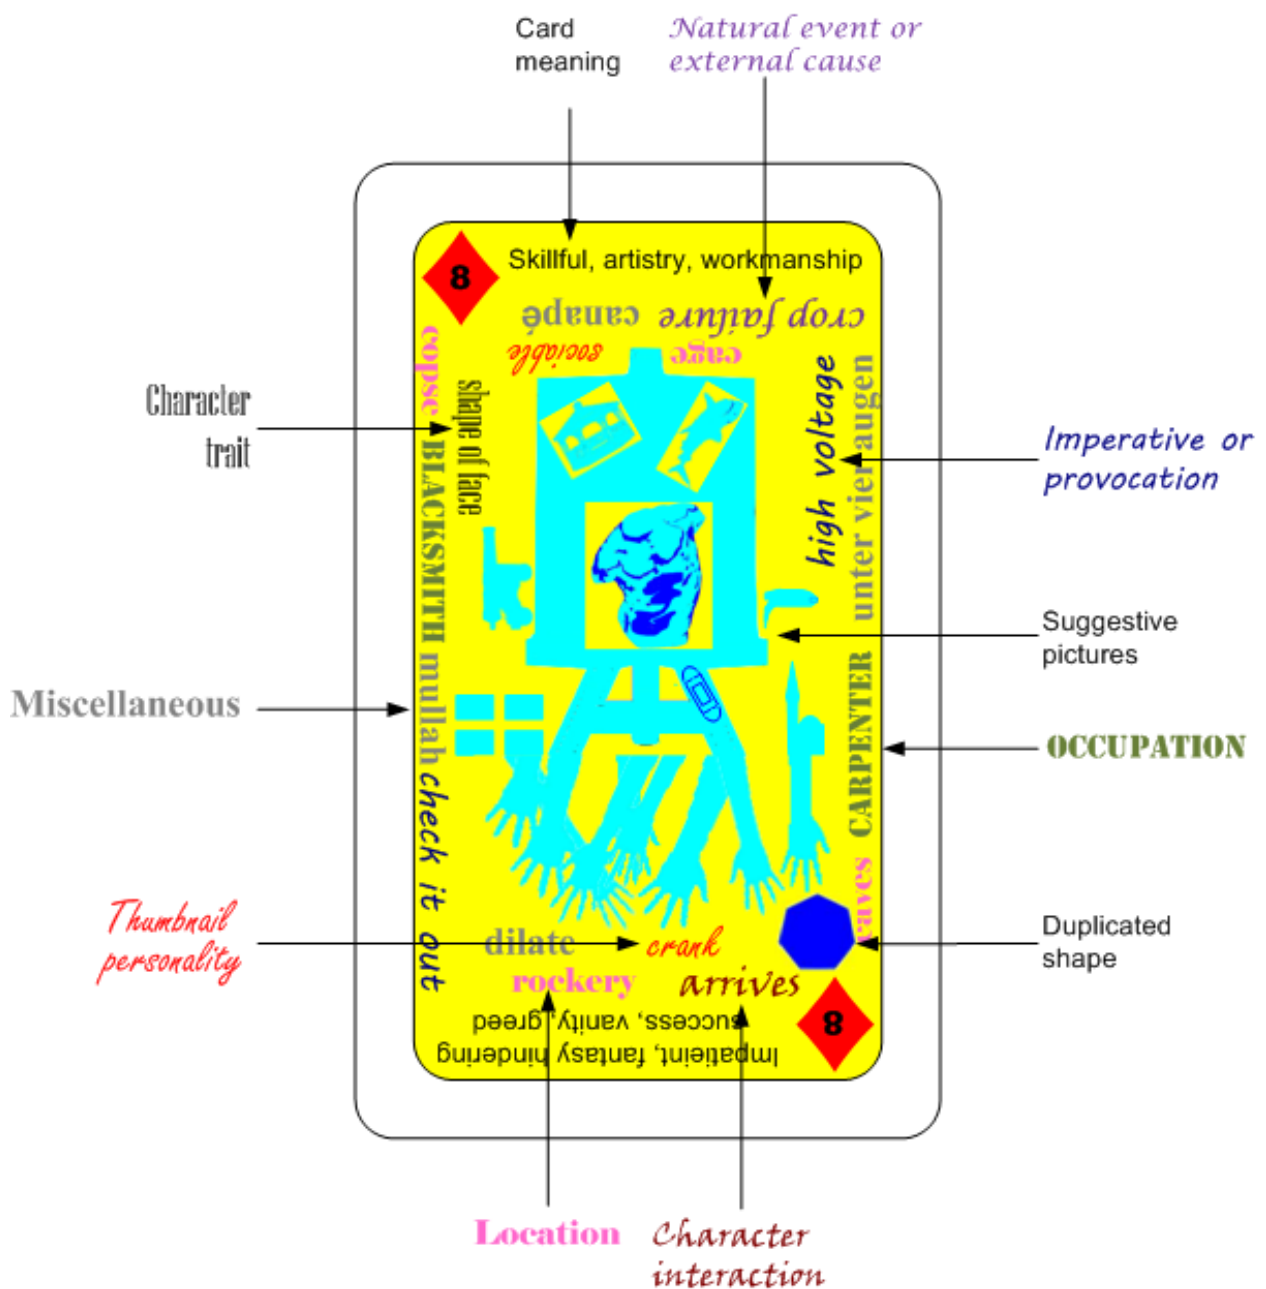 Card
meaning
Natural event or
external cause
8
Skillful, artistry, workmanship
canapé
crop failure
sociable
cage
copse
BLACKSMITH
mullah
check it out
shape of face
high voltage
unter vier augen
CARPENTER
eaves
Character
trait
Imperative or
provocation
Suggestive
pictures
Miscellaneous
OCCUPATION
Thumbnail
personality
Duplicated
shape
dilate
crank
rockery
arrives
8
Impatieint, fantasy hindering
success, vanity, greed
Location
Character
interaction